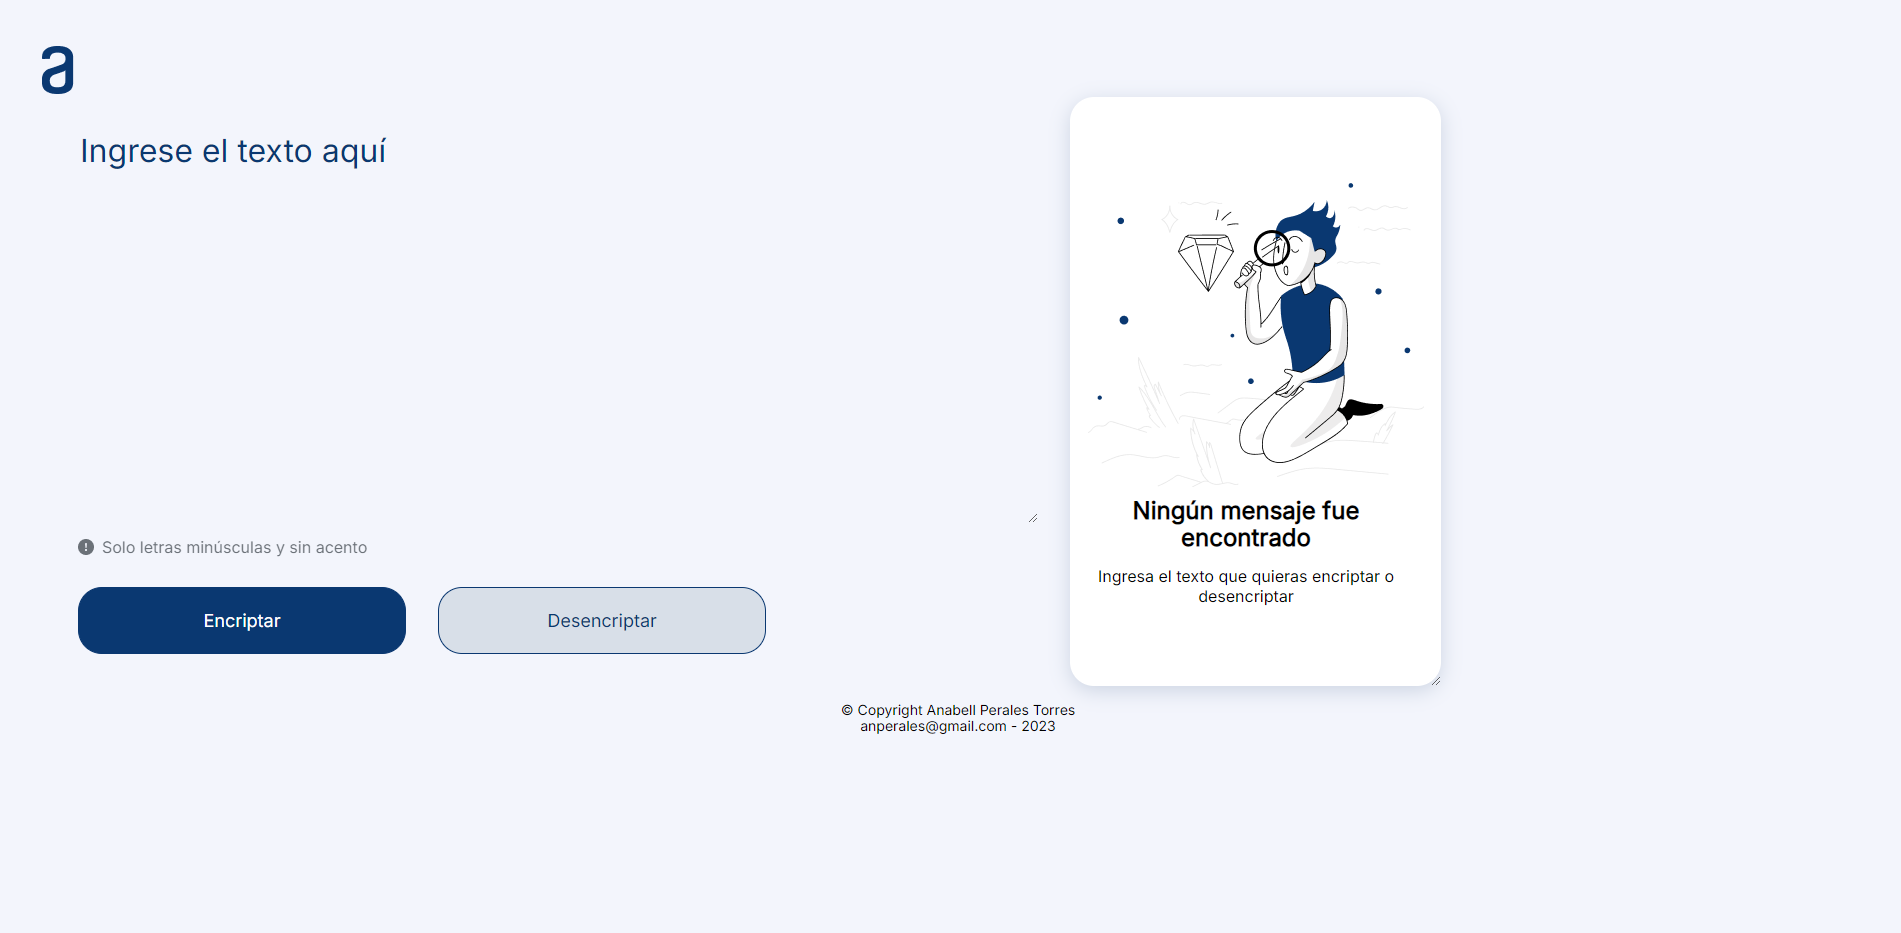 a
Ingrese el texto aquí
Solo letras minúsculas y sin acento
Encriptar
Desencriptar
Ningún mensaje fue
encontrado
Ingresa el texto que quieras encriptar o
desencriptar
© Copyright Anabell Perales Torres
anperales@gmail.com - 2023